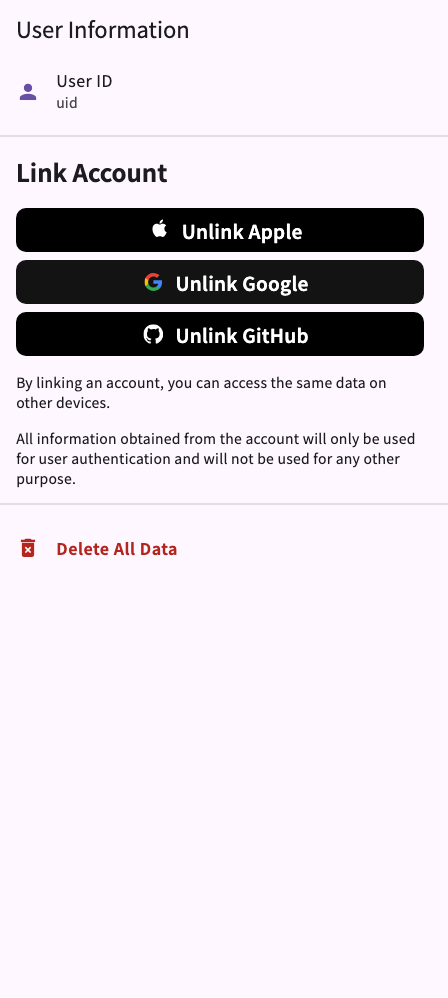 User Information
User ID
uid
Link Account
Unlink Apple
Unlink Google
Unlink GitHub
By linking an account, you can access the same data on
other devices.
All information obtained from the account will only be used
for user authentication and will not be used for any other
purpose.
Delete All Data